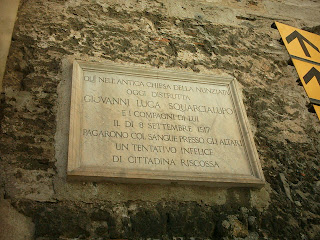 QUI NELL'ANTICA CHIESA DELLA NUNZIATA
OGGI DISTRUTTA
GIOVANNI LUCA SQUARCIALUPO
E I COMPAGNI DI LUI
IL DÌ 8 SETTEMBRE 1517
PAGARONO COL SANGUE PRESSO GLI ALTARI
UN TENTATIVO INFELICE
DI CITTADINA RISCOSSA